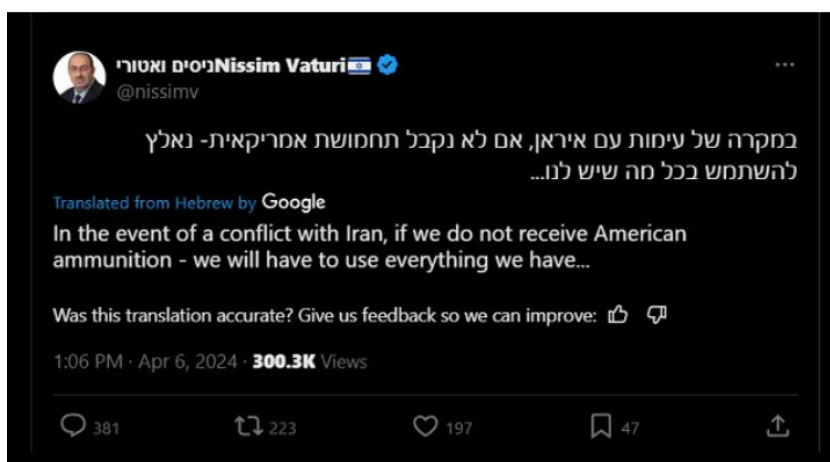 ניסים ואטוריNissim Vaturi🇮🇱
@nissimv
במקרה של עימות עם איראן, אם לא נקבל תחמושת אמריקאית- נאלץ
להשתמש בכל מה שיש לנו...
Translated from Hebrew by Google
In the event of a conflict with Iran, if we do not receive American
ammunition - we will have to use everything we have...
Was this translation accurate? Give us feedback so we can improve:
1:06 PM · Apr 6, 2024 · 300.3K Views
381 223 197 47